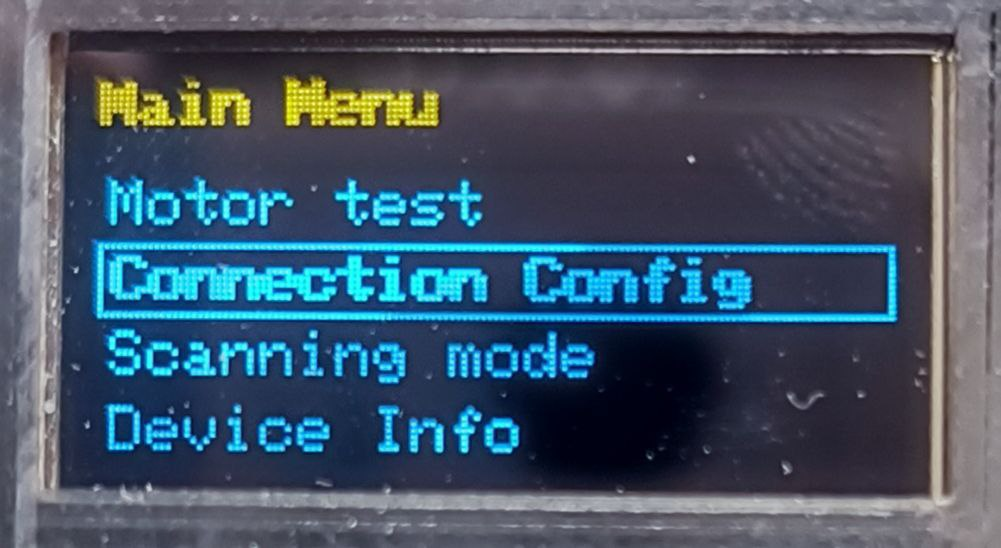 Main Menu
Motor test
Connection Config
Scanning mode
Device Info